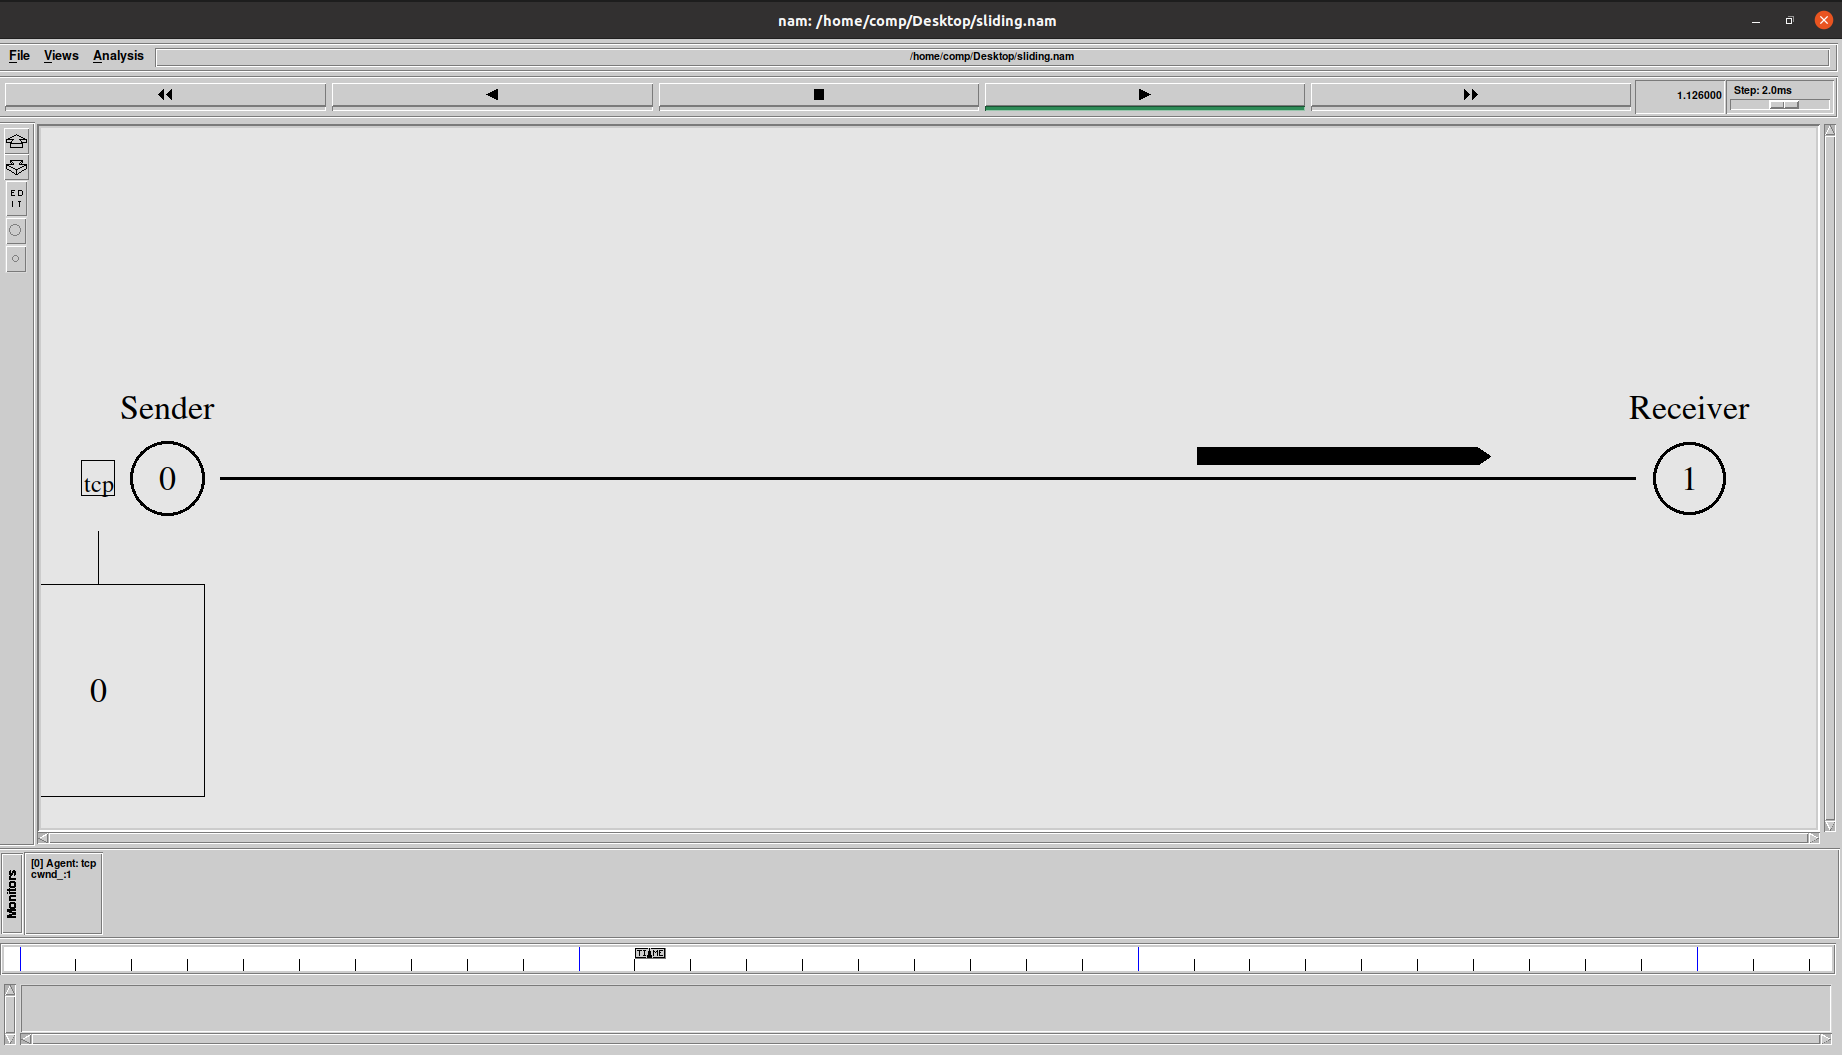 nam: /home/comp/Desktop/sliding.nam
File Views Analysis /home/comp/Desktop/sliding.nam
1.126000 Step: 2.0ms
E D
I T
Sender Receiver
tcp 0 1
0
Monitors
[0] Agent: tcp
cwnd_:1
TIME